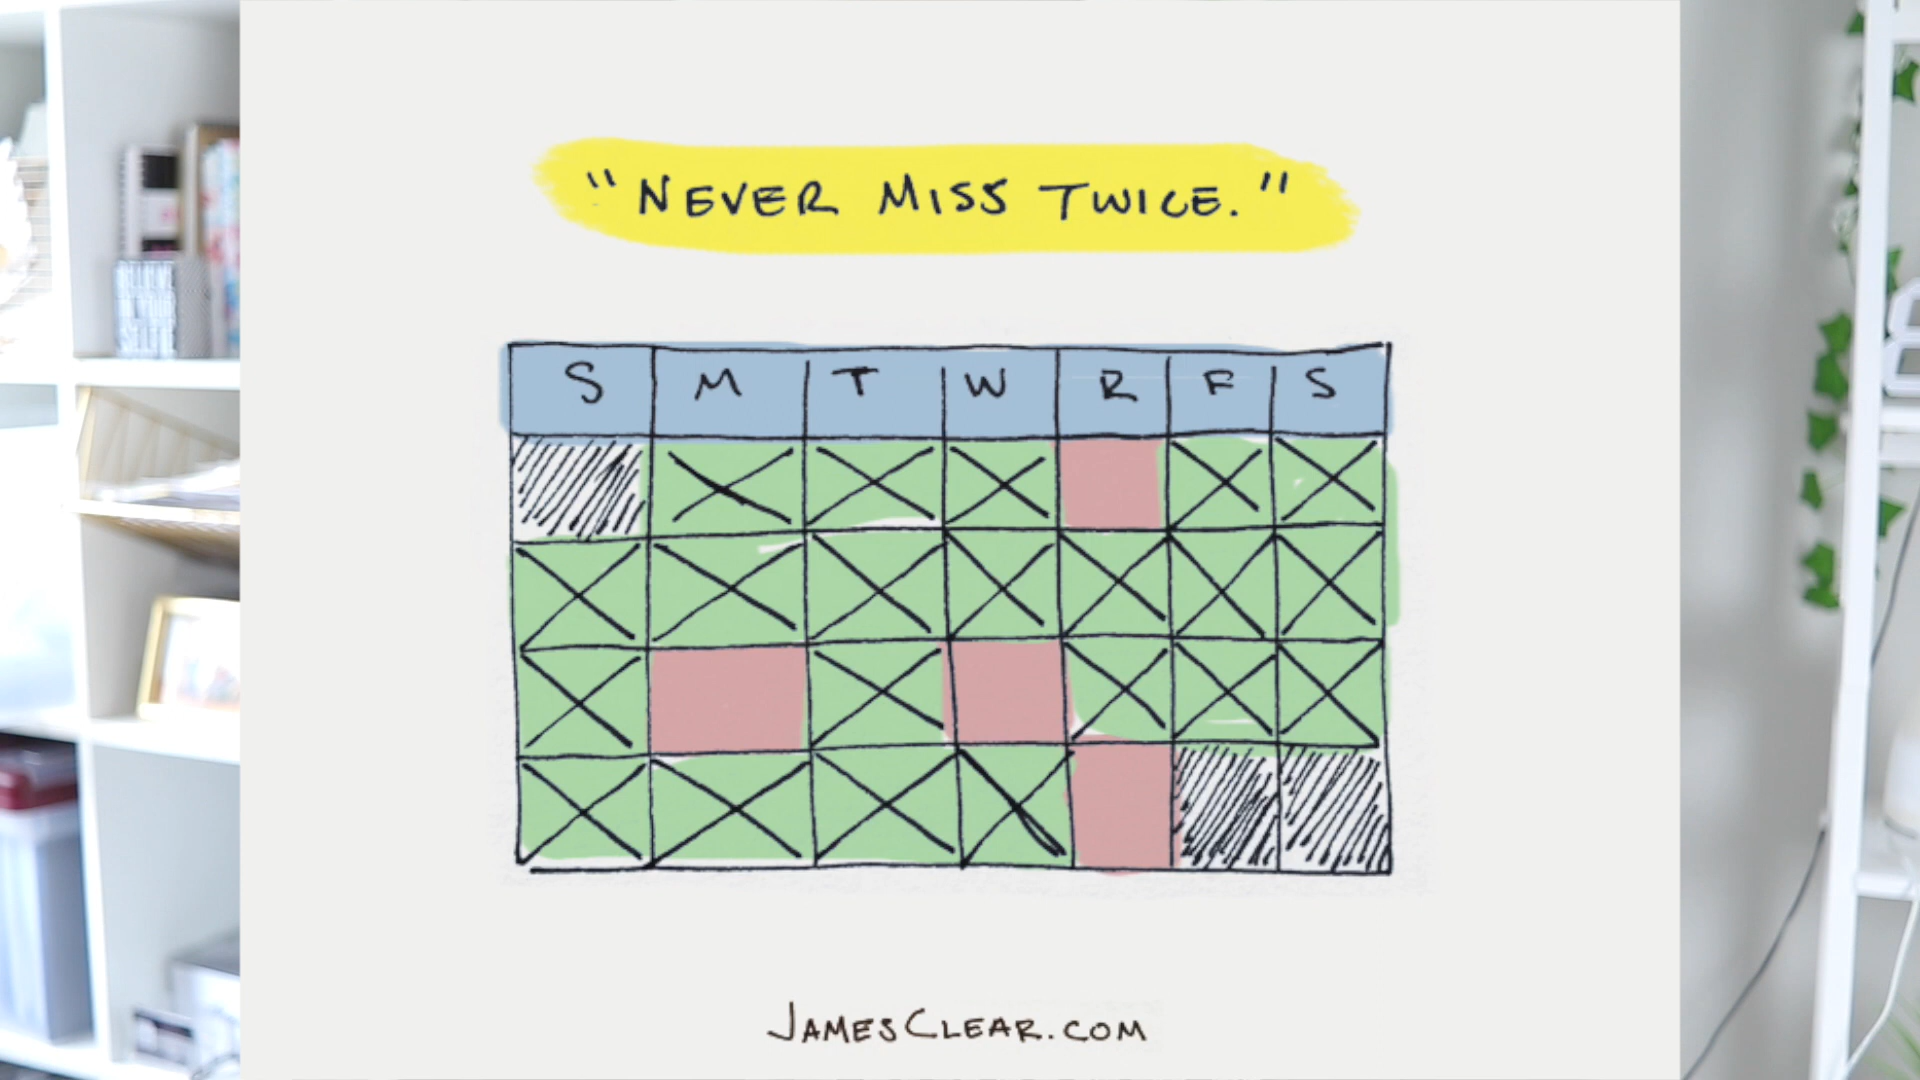 "NEVER MISS TWICE."
S M T W R F S
JAMESCLEAR.COM